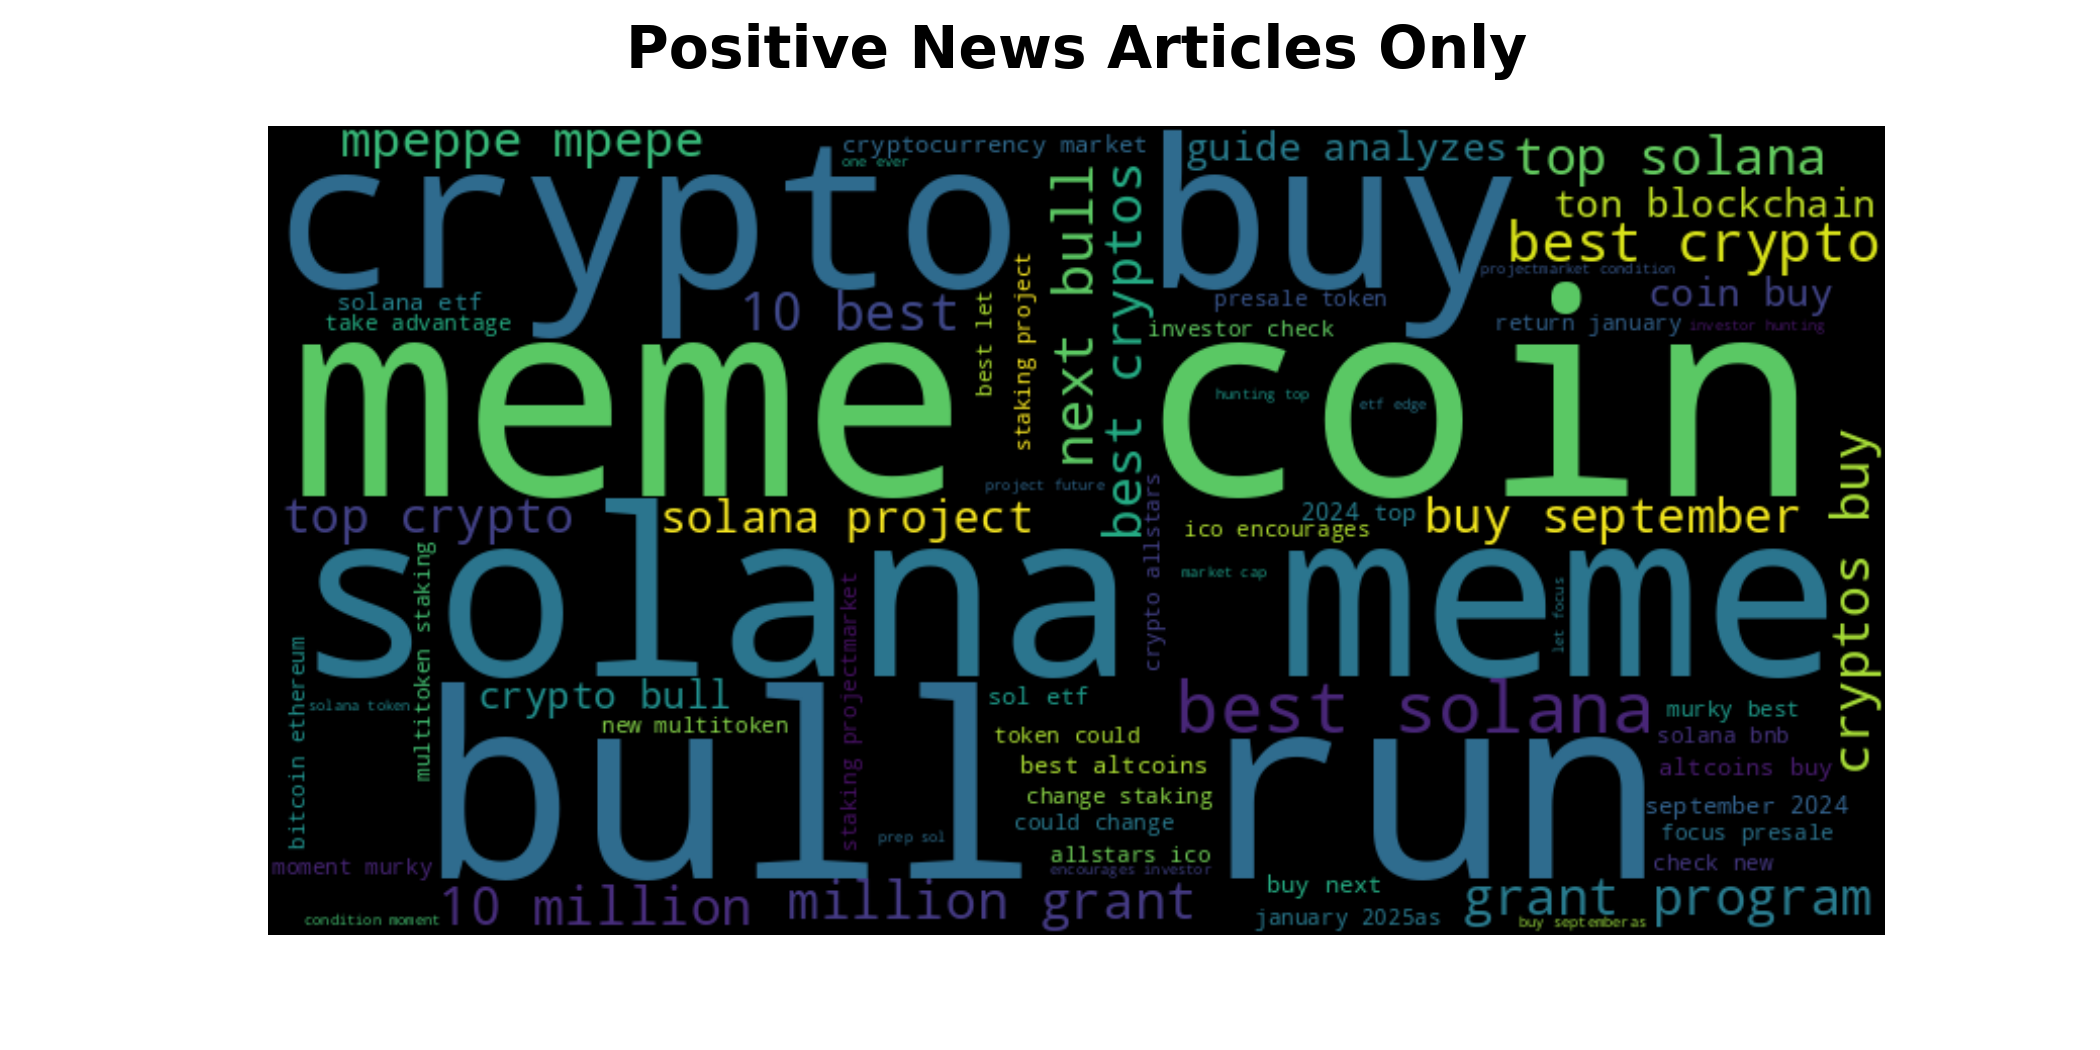 Positive News Articles Only
mpeppe mpepe
cryptocurrency market
one ever
guide analyzes
top solana
crypto buy
ton blockchain
best crypto
next bull
best cryptos
projectmarket condition
solana etf
take advantage
10 best
best let
staking project
presale token
coin buy
investor check
return january
investor hunting
meme coin
hunting top
etf edge
project future
cryptos buy
top crypto
solana project
2024 top
ico encourages
buy september
solana meme
crypto allstars
market cap
let focus
multitoken staking
staking projectmarket
bitcoin ethereum
solana token
crypto bull
new multitoken
sol etf
best solana
murky best
solana bnb
bull run
token could
best altcoins
altcoins buy
change staking
september 2024
could change
prep sol
focus presale
allstars ico
encourages investor
check new
moment murky
condition moment
10 million
million grant
buy next
january 2025as
grant program
buy septemberas